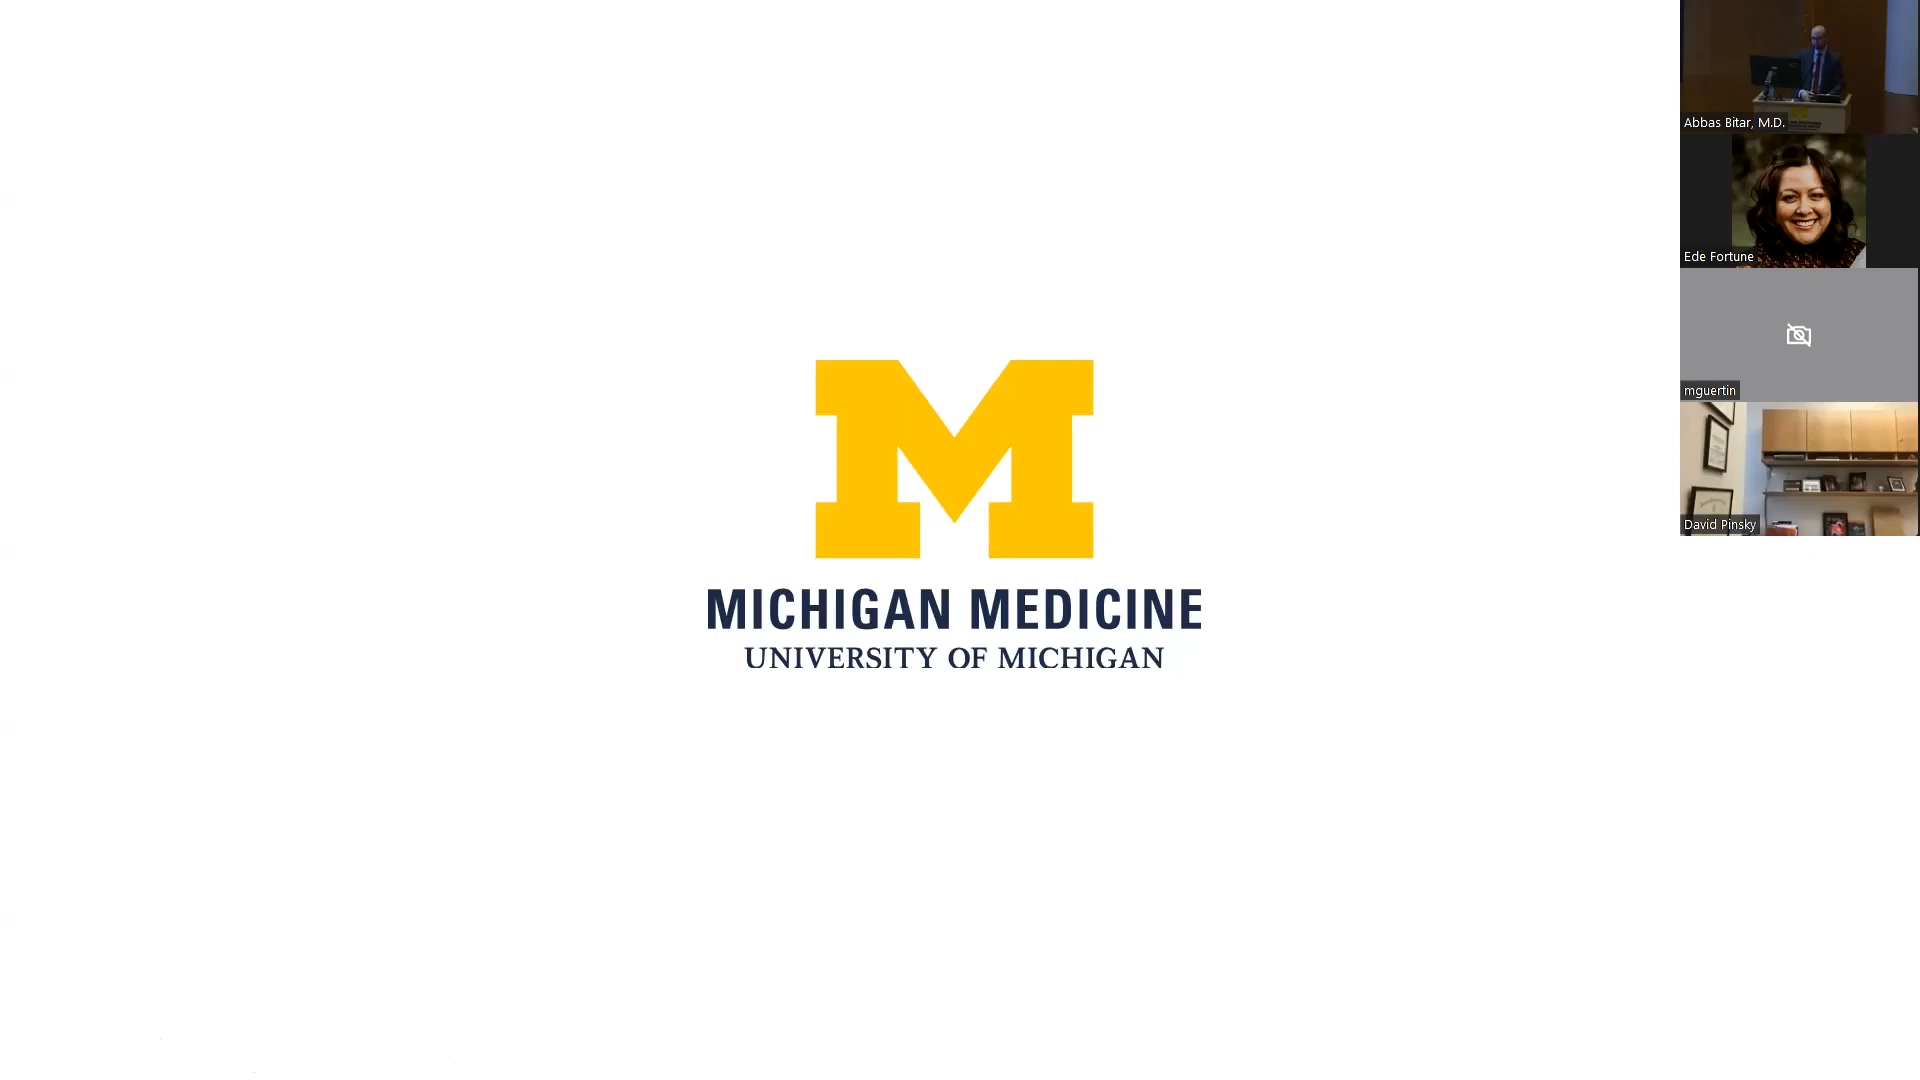 MICHIGAN MEDICINE
UNIVERSITY OF MICHIGAN
Abbas Bitar, M.D.
Ede Fortune
mguertin
David Pinsky